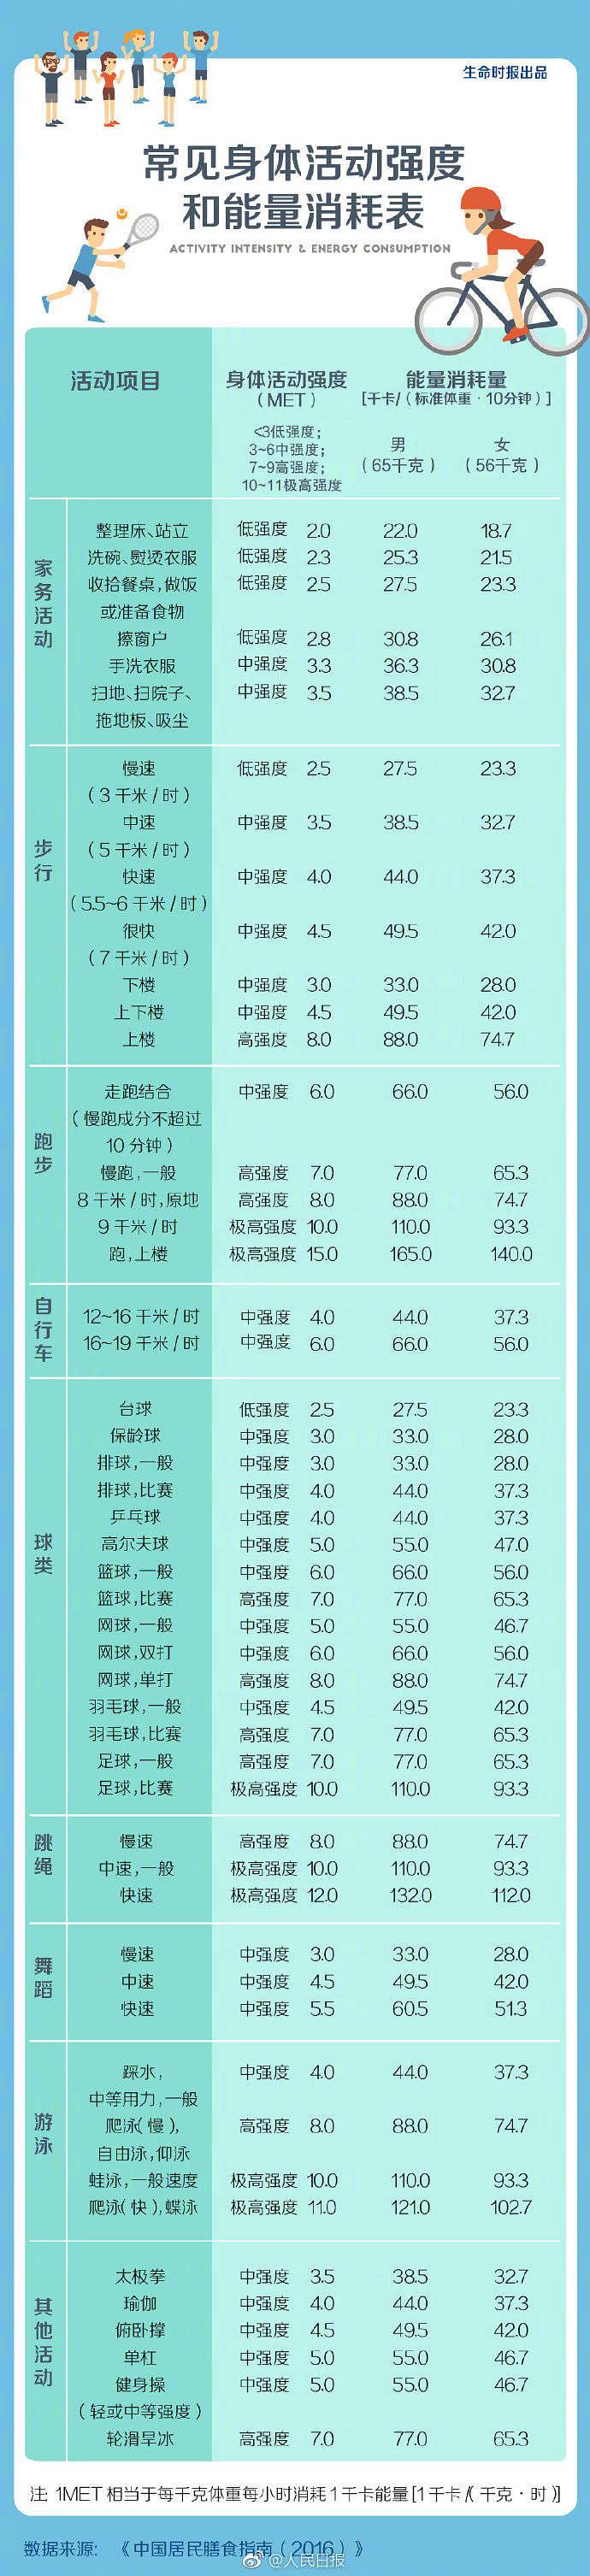 生命时报出品
常见身体活动强度
和能量消耗表
ACTIVITY INTENSITY & ENERGY CONSUMPTION
活动项目 身体活动强度 能量消耗量
（MET） [千卡/（标准体重·10分钟）]
<3低强度；
3~6中强度； 男 女
7~9高强度； （65千克） （56千克）
10~11极高强度
家务活动
整理床、站立 低强度 2.0 22.0 18.7
洗碗、熨烫衣服 低强度 2.3 25.3 21.5
收拾餐桌，做饭 低强度 2.5 27.5 23.3
或准备食物
擦窗户 低强度 2.8 30.8 26.1
手洗衣服 中强度 3.3 36.3 30.8
扫地、扫院子、 中强度 3.5 38.5 32.7
拖地板、吸尘
步行
慢速 低强度 2.5 27.5 23.3
（3千米/时）
中速 中强度 3.5 38.5 32.7
（5千米/时）
快速 中强度 4.0 44.0 37.3
（5.5~6千米/时）
很快 中强度 4.5 49.5 42.0
（7千米/时）
下楼 中强度 3.0 33.0 28.0
上下楼 中强度 4.5 49.5 42.0
上楼 高强度 8.0 88.0 74.7
跑步
走跑结合 中强度 6.0 66.0 56.0
（慢跑成分不超过
10分钟）
慢跑，一般 高强度 7.0 77.0 65.3
8千米/时，原地 高强度 8.0 88.0 74.7
9千米/时 极高强度 10.0 110.0 93.3
跑，上楼 极高强度 15.0 165.0 140.0
自行车
12~16千米/时 中强度 4.0 44.0 37.3
16~19千米/时 中强度 6.0 66.0 56.0
球类
台球 低强度 2.5 27.5 23.3
保龄球 中强度 3.0 33.0 28.0
排球，一般 中强度 3.0 33.0 28.0
排球，比赛 中强度 4.0 44.0 37.3
乒乓球 中强度 4.0 44.0 37.3
高尔夫球 中强度 5.0 55.0 47.0
篮球，一般 中强度 6.0 66.0 56.0
篮球，比赛 高强度 7.0 77.0 65.3
网球，一般 中强度 5.0 55.0 46.7
网球，双打 中强度 6.0 66.0 56.0
网球，单打 高强度 8.0 88.0 74.7
羽毛球，一般 中强度 4.5 49.5 42.0
羽毛球，比赛 高强度 7.0 77.0 65.3
足球，一般 高强度 7.0 77.0 65.3
足球，比赛 极高强度 10.0 110.0 93.3
跳绳
慢速 高强度 8.0 88.0 74.7
中速，一般 极高强度 10.0 110.0 93.3
快速 极高强度 12.0 132.0 112.0
舞蹈
慢速 中强度 3.0 33.0 28.0
中速 中强度 4.5 49.5 42.0
快速 中强度 5.5 60.5 51.3
游泳
踩水， 中强度 4.0 44.0 37.3
中等用力，一般
爬泳（慢）， 高强度 8.0 88.0 74.7
自由泳，仰泳
蛙泳，一般速度 极高强度 10.0 110.0 93.3
爬泳（快），蝶泳 极高强度 11.0 121.0 102.7
其他活动
太极拳 中强度 3.5 38.5 32.7
瑜伽 中强度 4.0 44.0 37.3
俯卧撑 中强度 4.5 49.5 42.0
单杠 中强度 5.0 55.0 46.7
健身操 中强度 5.0 55.0 46.7
（轻或中等强度）
轮滑旱冰 高强度 7.0 77.0 65.3
注：1MET相当于每千克体重每小时消耗1千卡能量[1千卡/（千克·时）]
数据来源：《中国居民膳食指南（2016）》
@人民日报